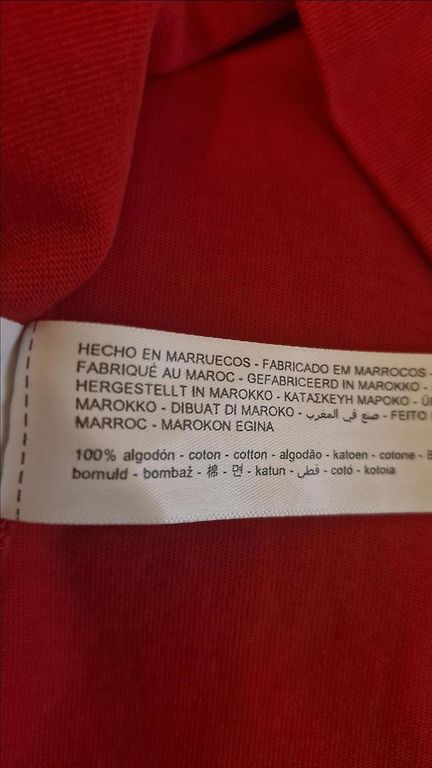 HECHO EN MARRUECOS - FABRICADO EM MARROCOS -
FABRIQUÉ AU MAROC - GEFABRICEERD IN MAROKKO -
HERGESTELLT IN MAROKKO - ΚΑΤΑΣΚΕΥΗ ΜΑΡΟΚΟ -
MAROKKO - DIBUAT DI MAROKO - صنع في المغرب - FEITO
MARROC - MAROKON EGINA
100% algodón - coton - cotton - algodão - katoen - cotone -
bomuld - bombaž - 棉 - 면 - katun - قطن - cotó - kotoia